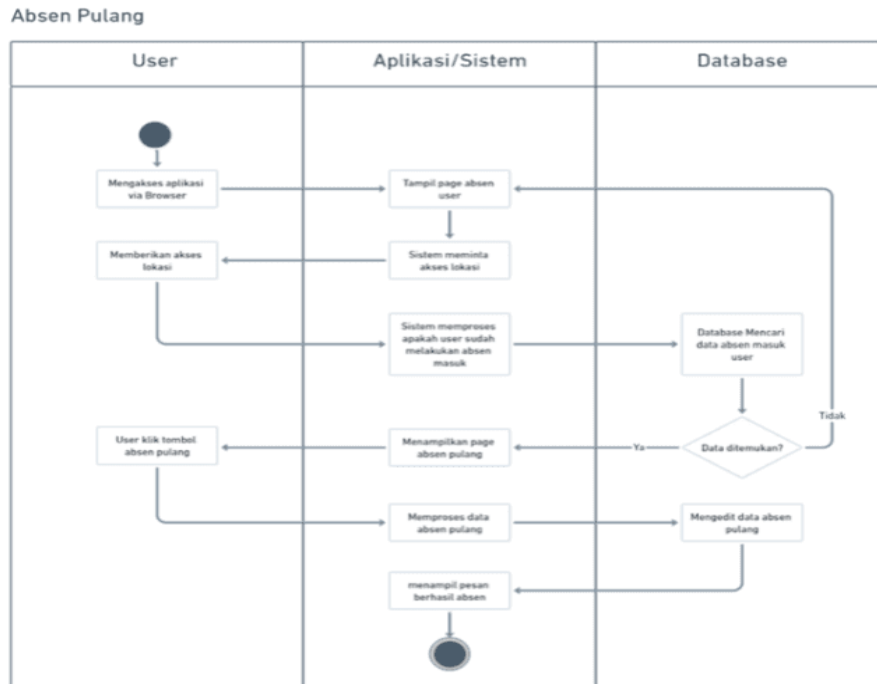 Absen Pulang
User
Aplikasi/Sistem
Database
Mengakses aplikasi
via Browser
Tampil page absen
user
Memberikan akses
lokasi
Sistem meminta
akses lokasi
Sistem memproses
apakah user sudah
melakukan absen
masuk
Database Mencari
data absen masuk
user
Tidak
User klik tombol
absen pulang
Menampilkan page
absen pulang
Ya
Data ditemukan?
Memproses data
absen pulang
Mengedit data absen
pulang
menampil pesan
berhasil absen